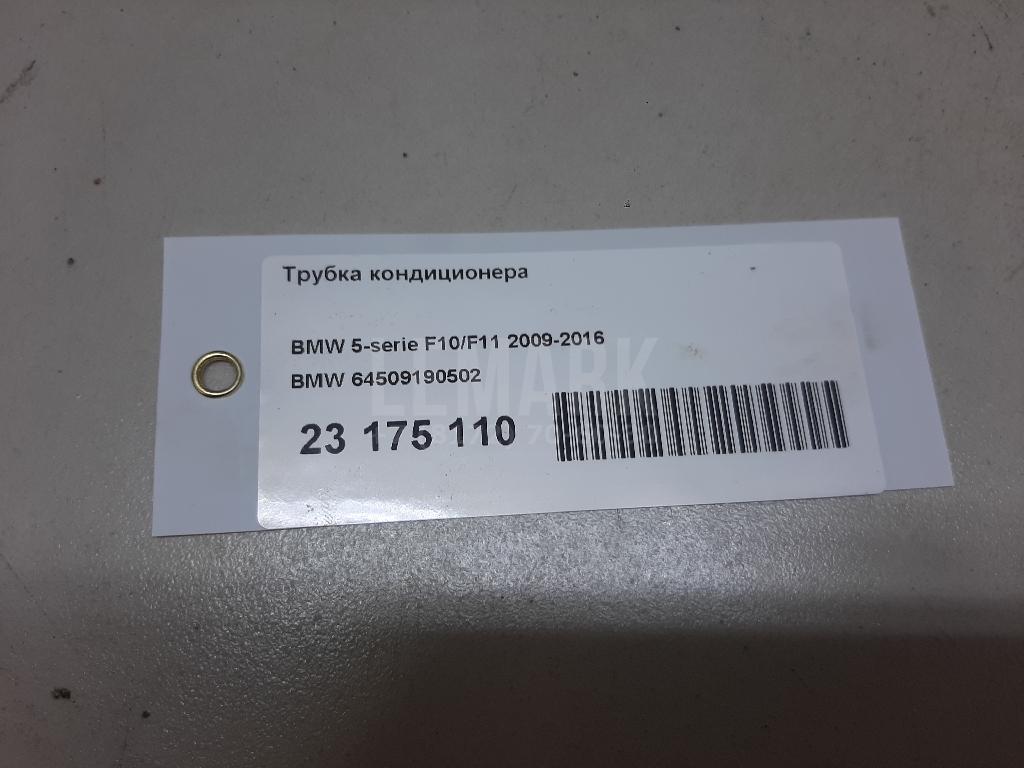 Трубка кондиционера
BMW 5-serie F10/F11 2009-2016
BMW 64509190502
23 175 110